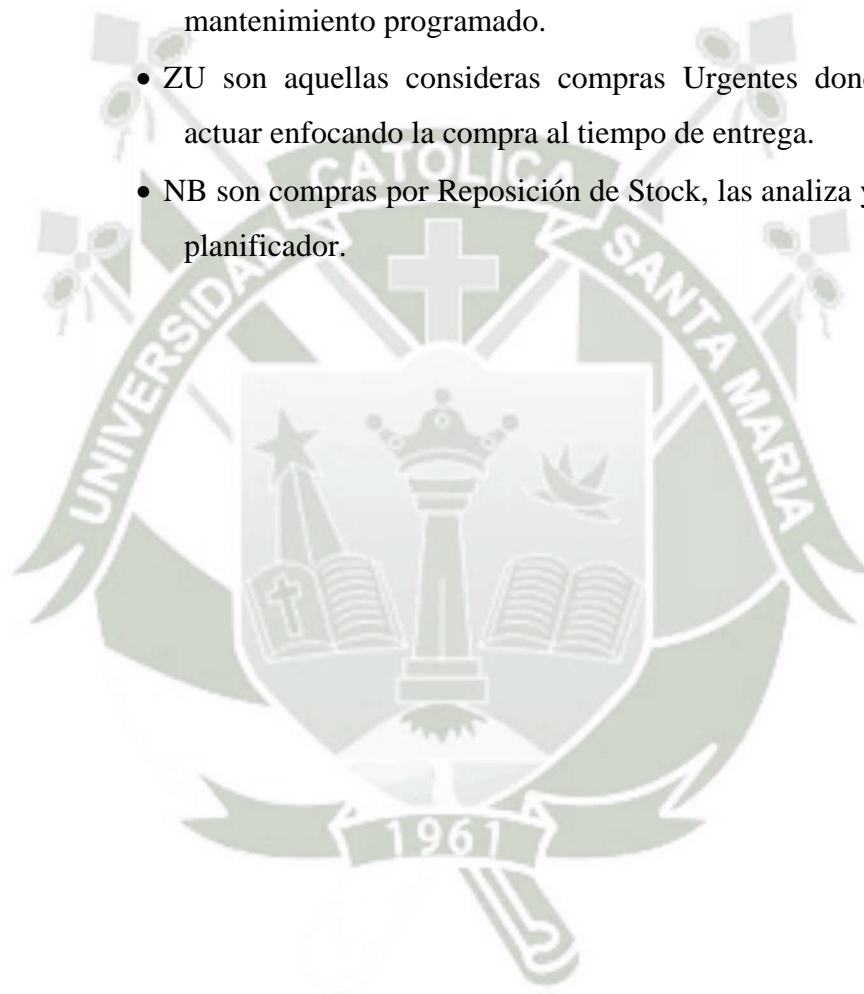 mantenimiento programado.
• ZU son aquellas consideras compras Urgentes
actuar enfocando la compra al tiempo de entrega.
• NB son compras por Reposición de Stock, las analiza
planificador.
CATOLICA
UNIVERSIDAD
SANTA MARIA
1961